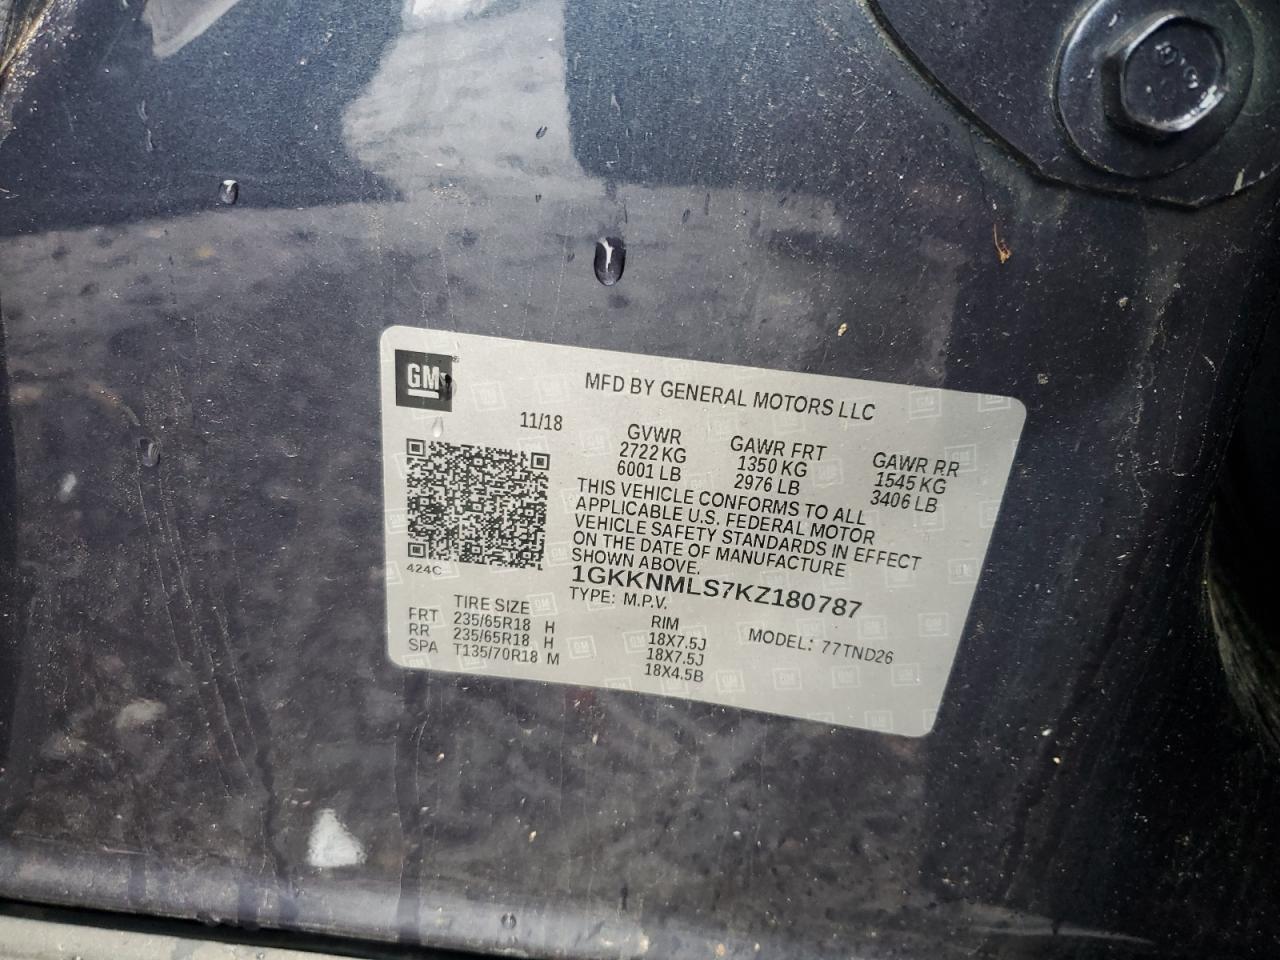 GM
MFD BY GENERAL MOTORS LLC
11/18
GVWR GAWR FRT GAWR RR
2722 KG 1350 KG 1545 KG
6001 LB 2976 LB 3406 LB
THIS VEHICLE CONFORMS TO ALL
APPLICABLE U.S. FEDERAL MOTOR
VEHICLE SAFETY STANDARDS IN EFFECT
ON THE DATE OF MANUFACTURE
SHOWN ABOVE.
424C
1GKKNMLS7KZ180787
TYPE: M.P.V. MODEL: 77TND26
TIRE SIZE RIM
FRT 235/65R18 H 18X7.5J
RR 235/65R18 H 18X7.5J
SPA T135/70R18 M 18X4.5B